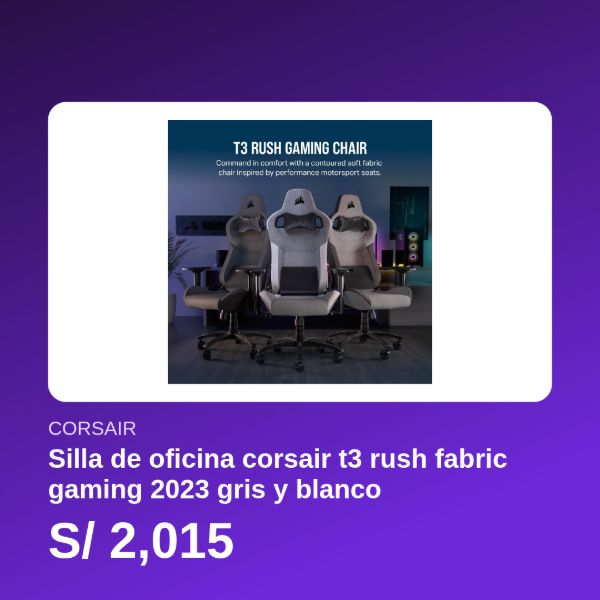 T3 RUSH GAMING CHAIR
Command in comfort with a contoured soft fabric
chair inspired by performance motorsport seats.
CORSAIR
Silla de oficina corsair t3 rush fabric
gaming 2023 gris y blanco
S/ 2,015